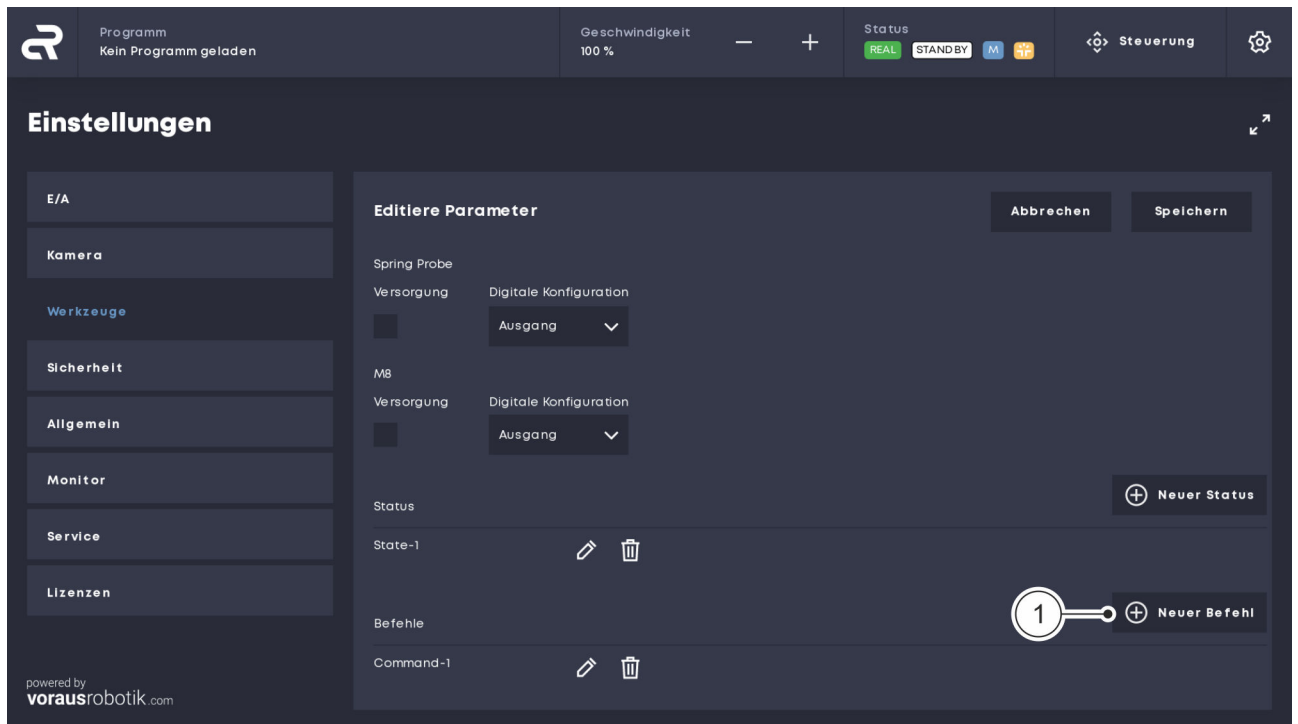 Programm
Kein Programm geladen
Geschwindigkeit
100 %
Status
REAL STANDBY M
Steuerung
Einstellungen
E/A
Kamera
Werkzeuge
Sicherheit
Allgemein
Monitor
Service
Lizenzen
powered by
vorausrobotik.com
Editiere Parameter
Abbrechen
Speichern
Spring Probe
Versorgung Digitale Konfiguration
Ausgang
M8
Versorgung Digitale Konfiguration
Ausgang
Status
Neuer Status
State-1
Befehle
1
Neuer Befehl
Command-1